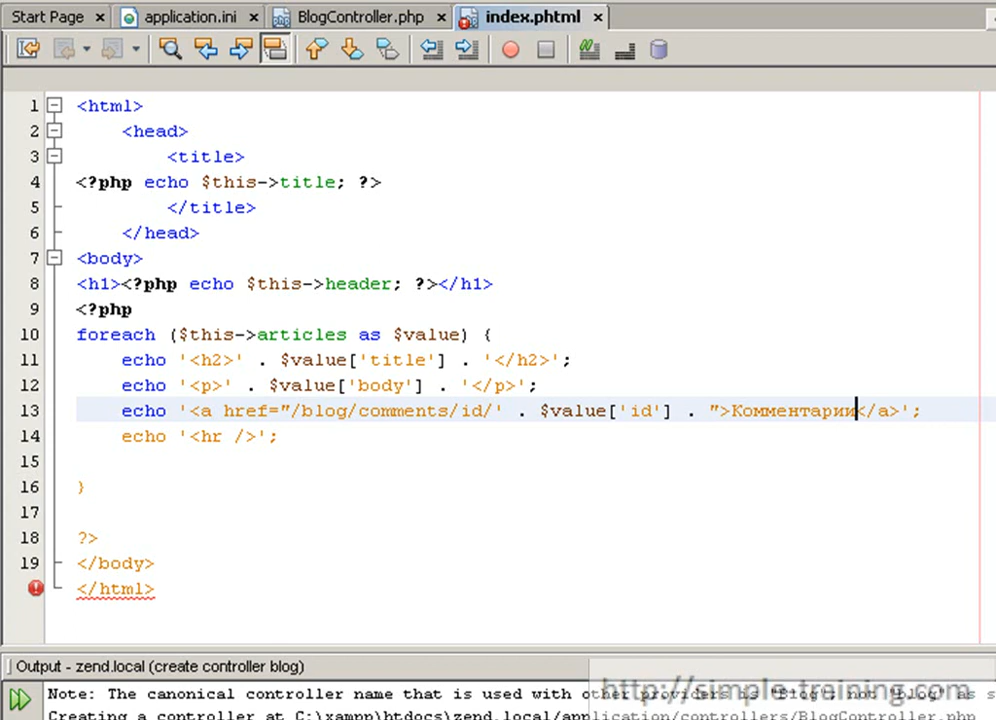 Start Page
application.ini
BlogController.php
index.phtml
1 <html>
2 <head>
3 <title>
4 <?php echo $this->title; ?>
5 </title>
6 </head>
7 <body>
8 <h1><?php echo $this->header; ?></h1>
9 <?php
10 foreach ($this->articles as $value) {
11 echo '<h2>' . $value['title'] . '</h2>';
12 echo '<p>' . $value['body'] . '</p>';
13 echo '<a href="/blog/comments/id/' . $value['id'] . ">Комментарии</a>';
14 echo '<hr />';
15
16 }
17
18 ?>
19 </body>
</html>
Output - zend.local (create controller blog)
Note: The canonical controller name that is used with other providers is "Blog"; not "blog" as s
http://simple-training.com
Creating a controller at C:\xampp\htdocs\zend.local/application/controllers/BlogController.php